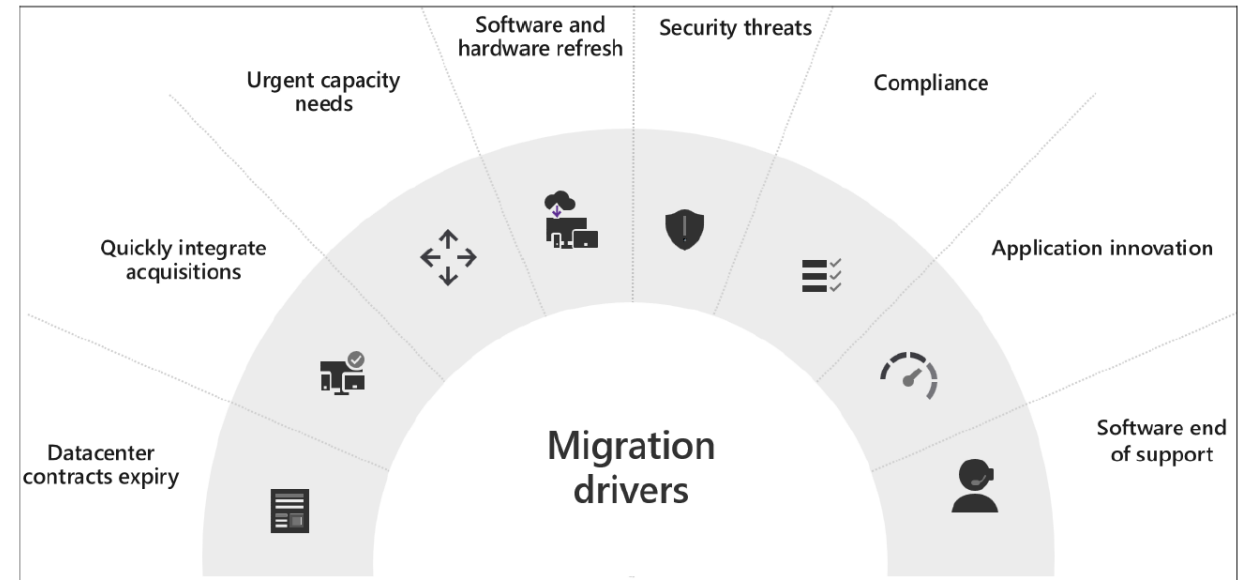 Software and
hardware refresh
Security threats
Urgent capacity
needs
Compliance
Quickly integrate
acquisitions
Application innovation
Datacenter
contracts expiry
Software end
of support
Migration
drivers